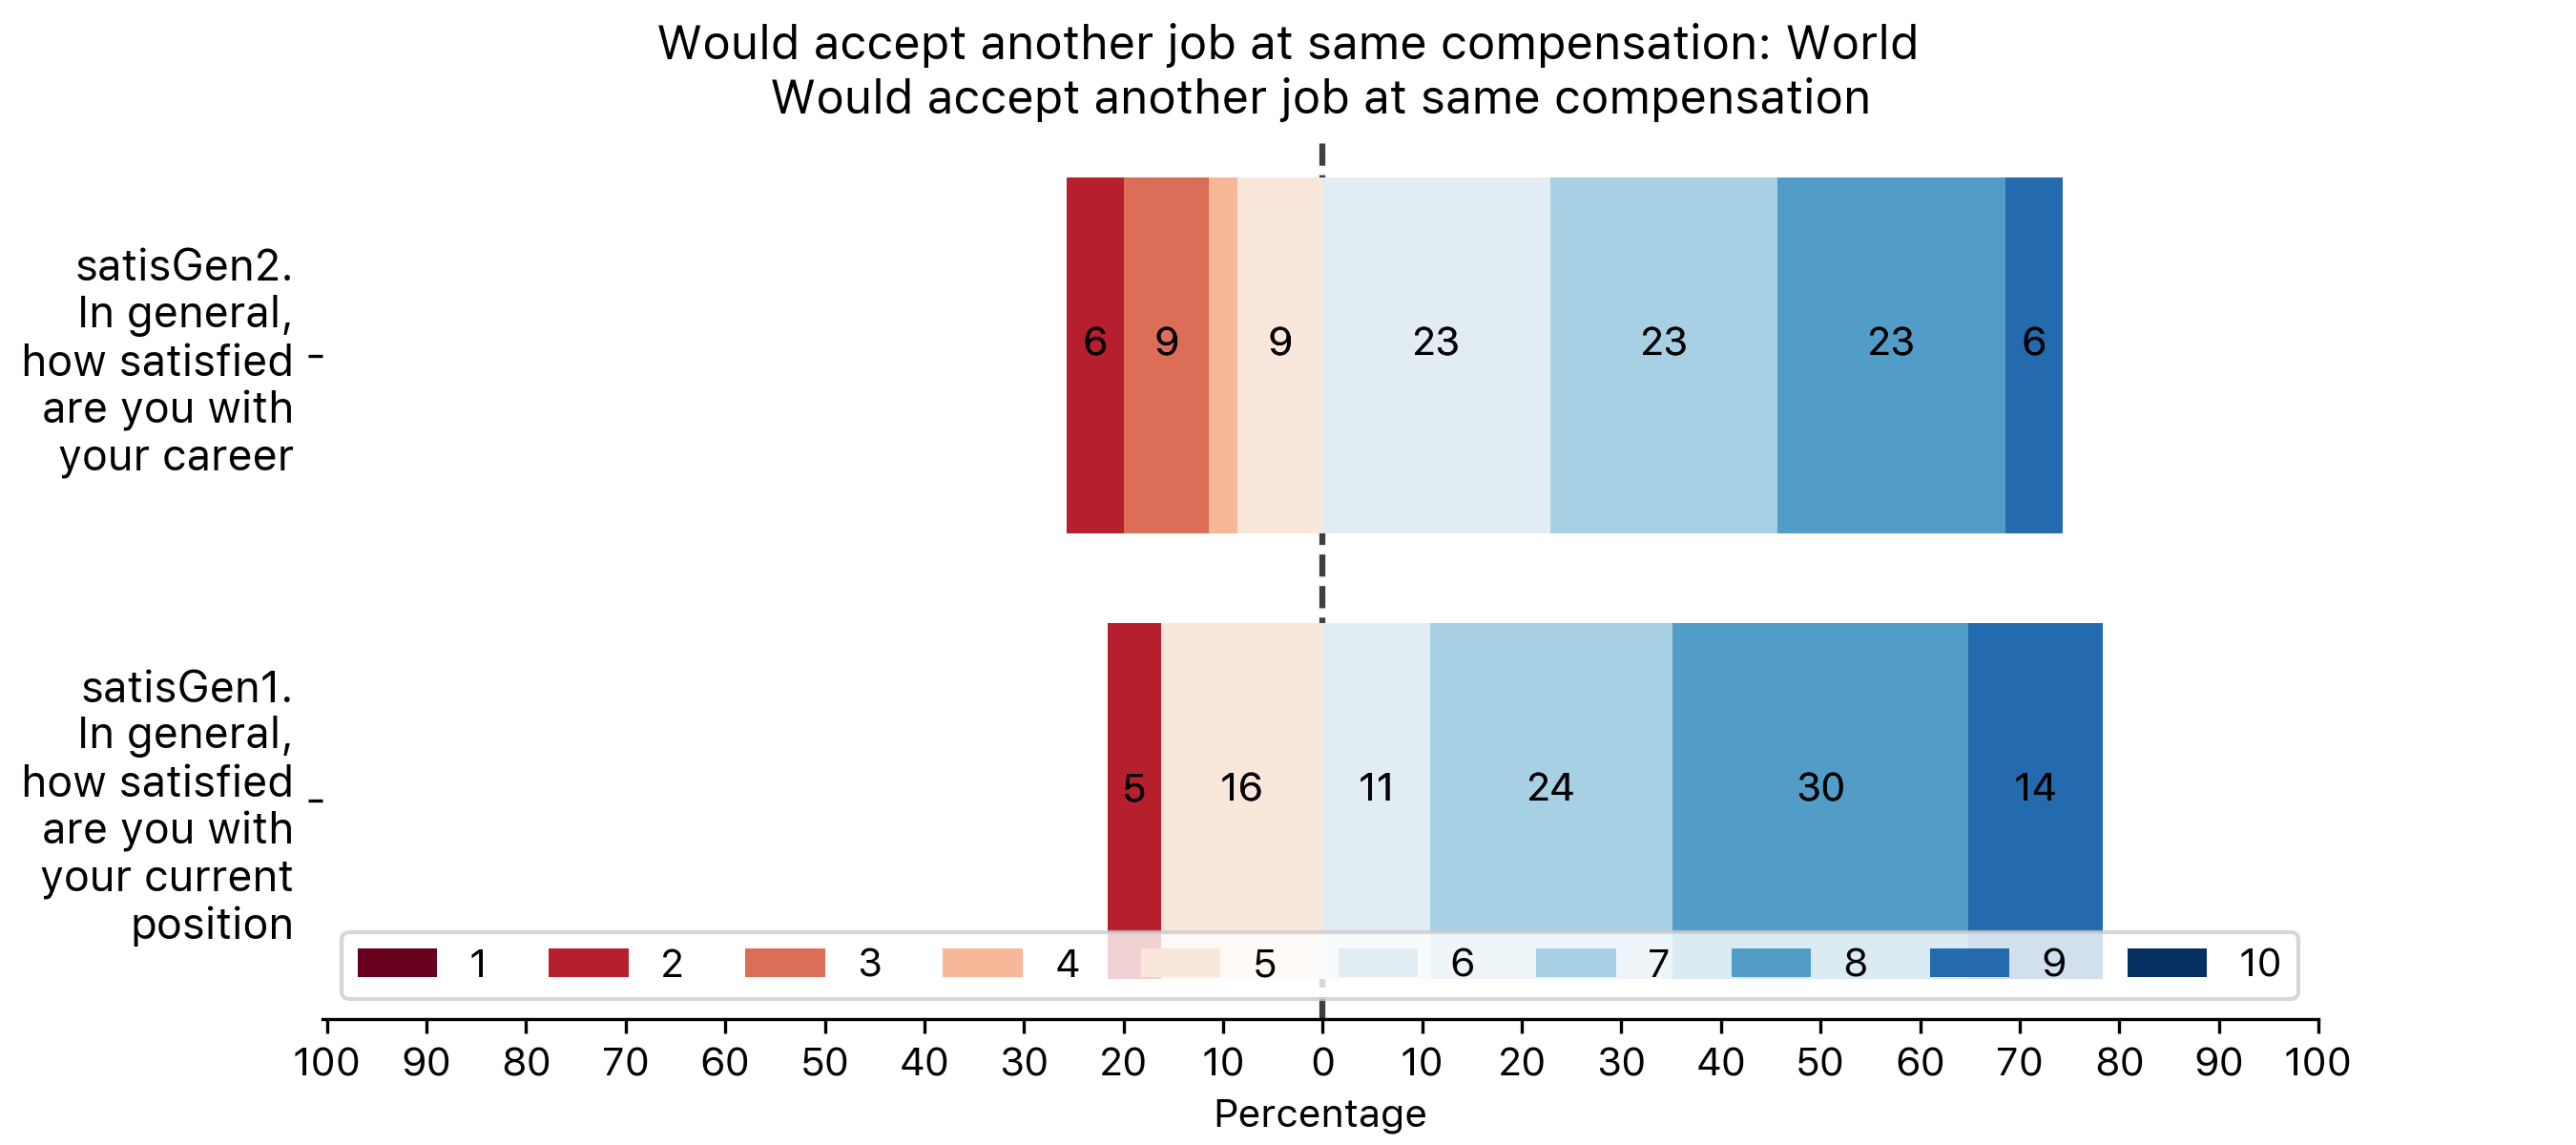 Would accept another job at same compensation: World
Would accept another job at same compensation
satisGen2.
In general,
how satisfied
are you with
your career
6 9 9 23 23 23 6
satisGen1.
In general,
how satisfied
are you with
your current
position
5 16 11 24 30 14
1 2 3 4 5 6 7 8 9 10
100 90 80 70 60 50 40 30 20 10 0 10 20 30 40 50 60 70 80 90 100
Percentage